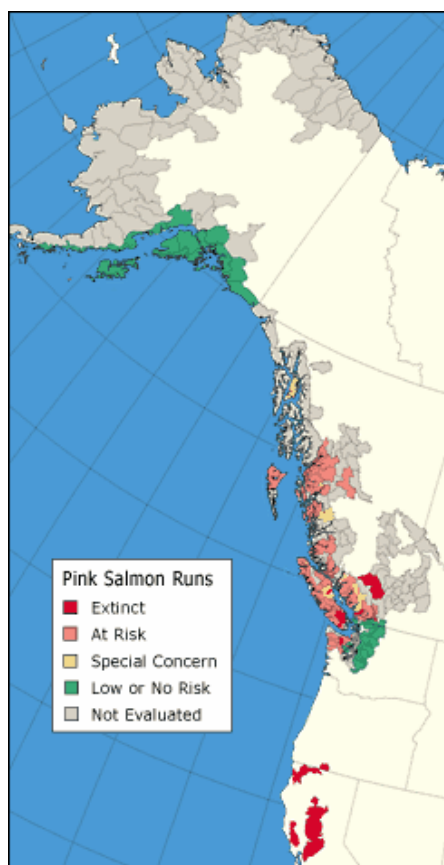 Pink Salmon Runs
Extinct
At Risk
Special Concern
Low or No Risk
Not Evaluated